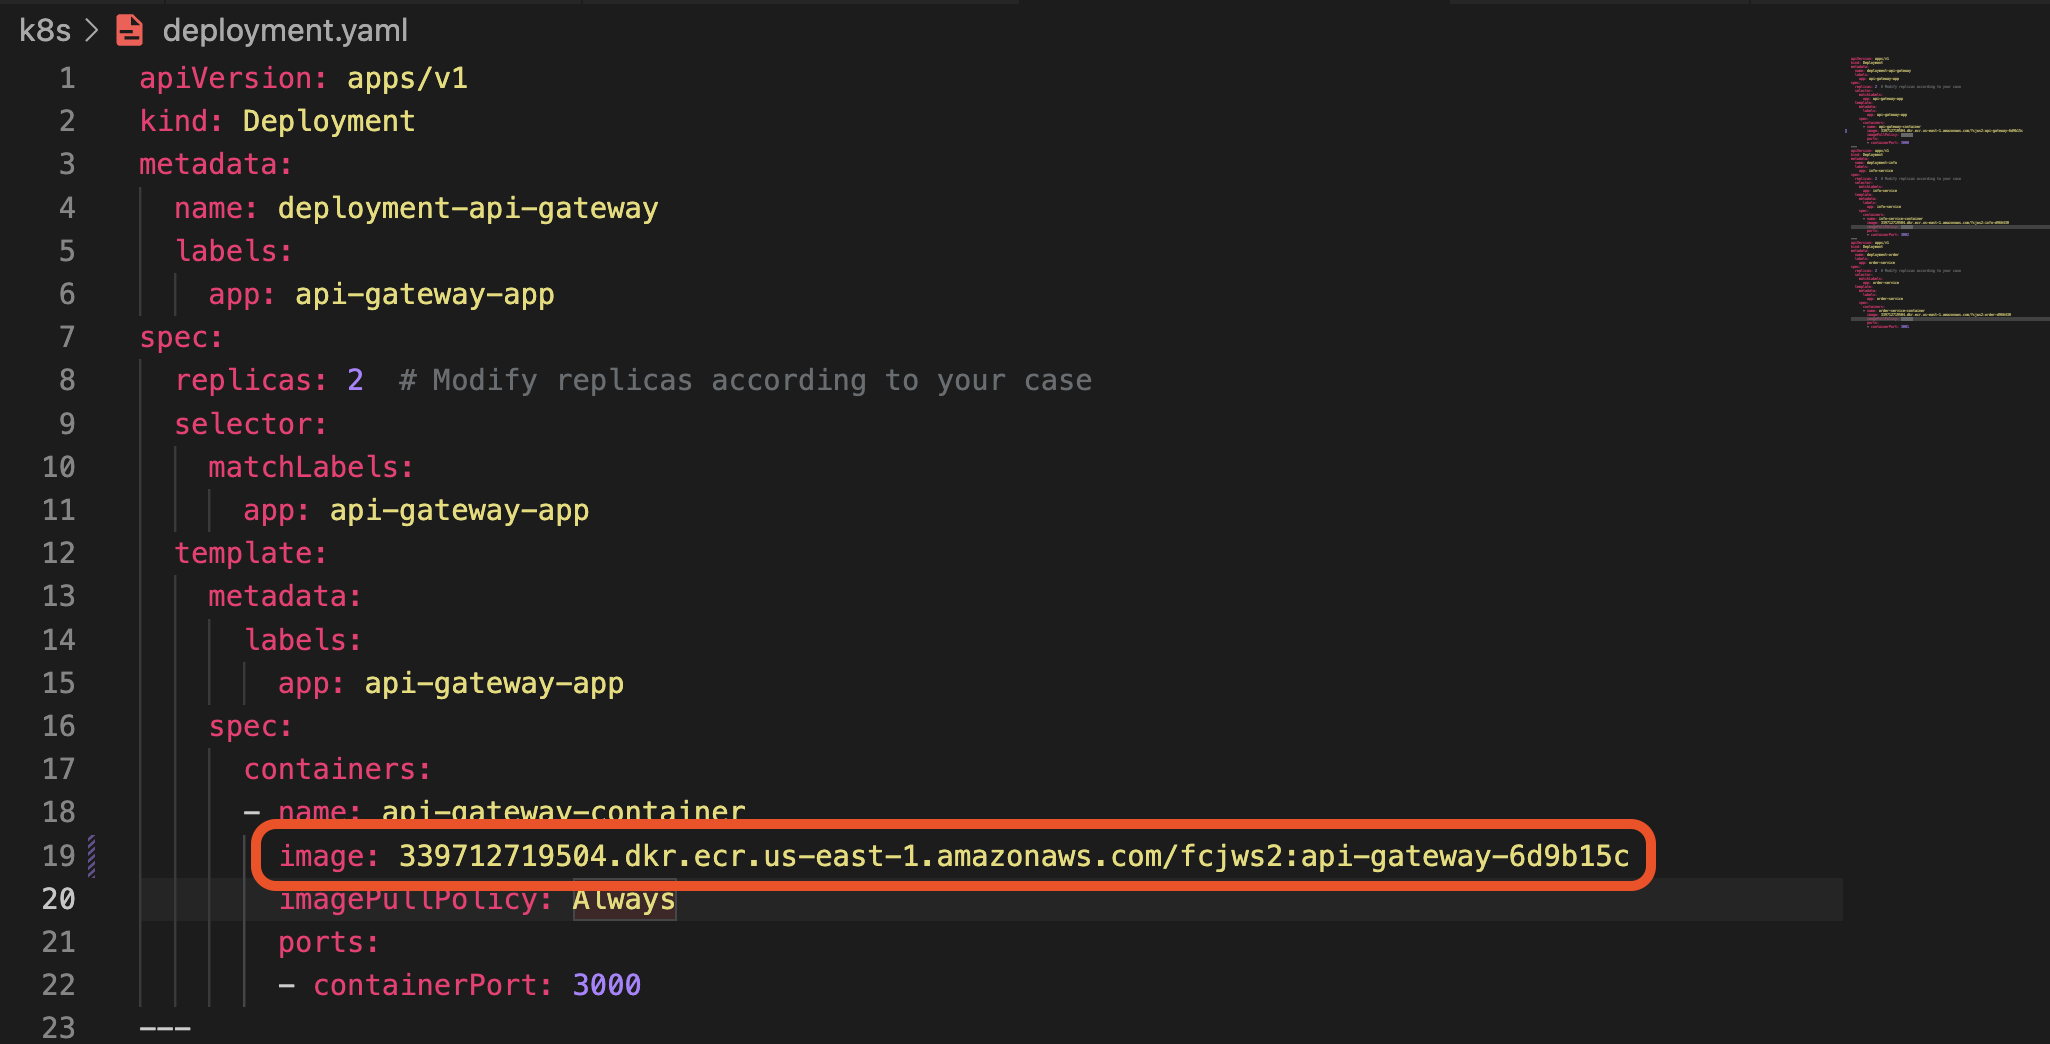 k8s > deployment.yaml
1 apiVersion: apps/v1
2 kind: Deployment
3 metadata:
4 name: deployment-api-gateway
5 labels:
6 app: api-gateway-app
7 spec:
8 replicas: 2 # Modify replicas according to your case
9 selector:
10 matchLabels:
11 app: api-gateway-app
12 template:
13 metadata:
14 labels:
15 app: api-gateway-app
16 spec:
17 containers:
18 - name: api-gateway-container
19 image: 339712719504.dkr.ecr.us-east-1.amazonaws.com/fcjws2:api-gateway-6d9b15c
20 imagePullPolicy: Always
21 ports:
22 - containerPort: 3000
23 ---